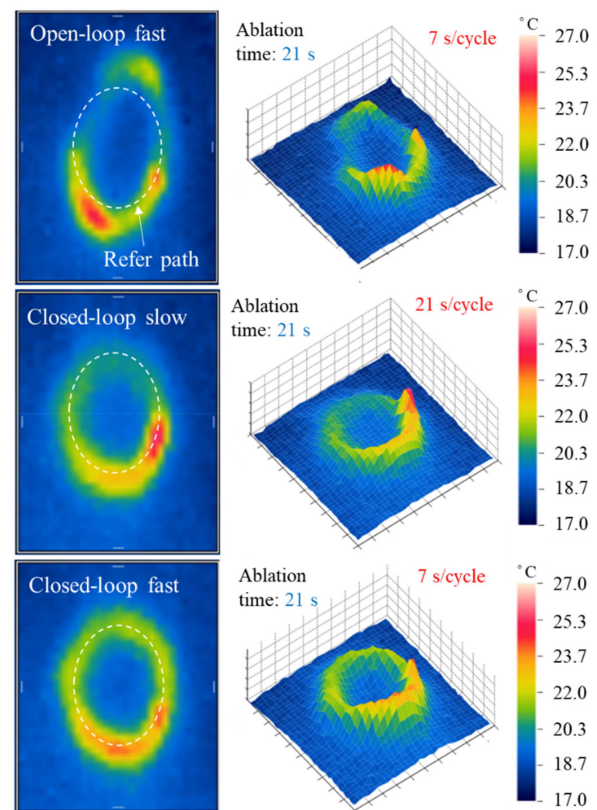 Open-loop fast
Refer path
Ablation
time: 21 s
7 s/cycle
°C
27.0
25.3
23.7
22.0
20.3
18.7
17.0
Closed-loop slow
Ablation
time: 21 s
21 s/cycle
°C
27.0
25.3
23.7
22.0
20.3
18.7
17.0
Closed-loop fast
Ablation
time: 21 s
7 s/cycle
°C
27.0
25.3
23.7
22.0
20.3
18.7
17.0